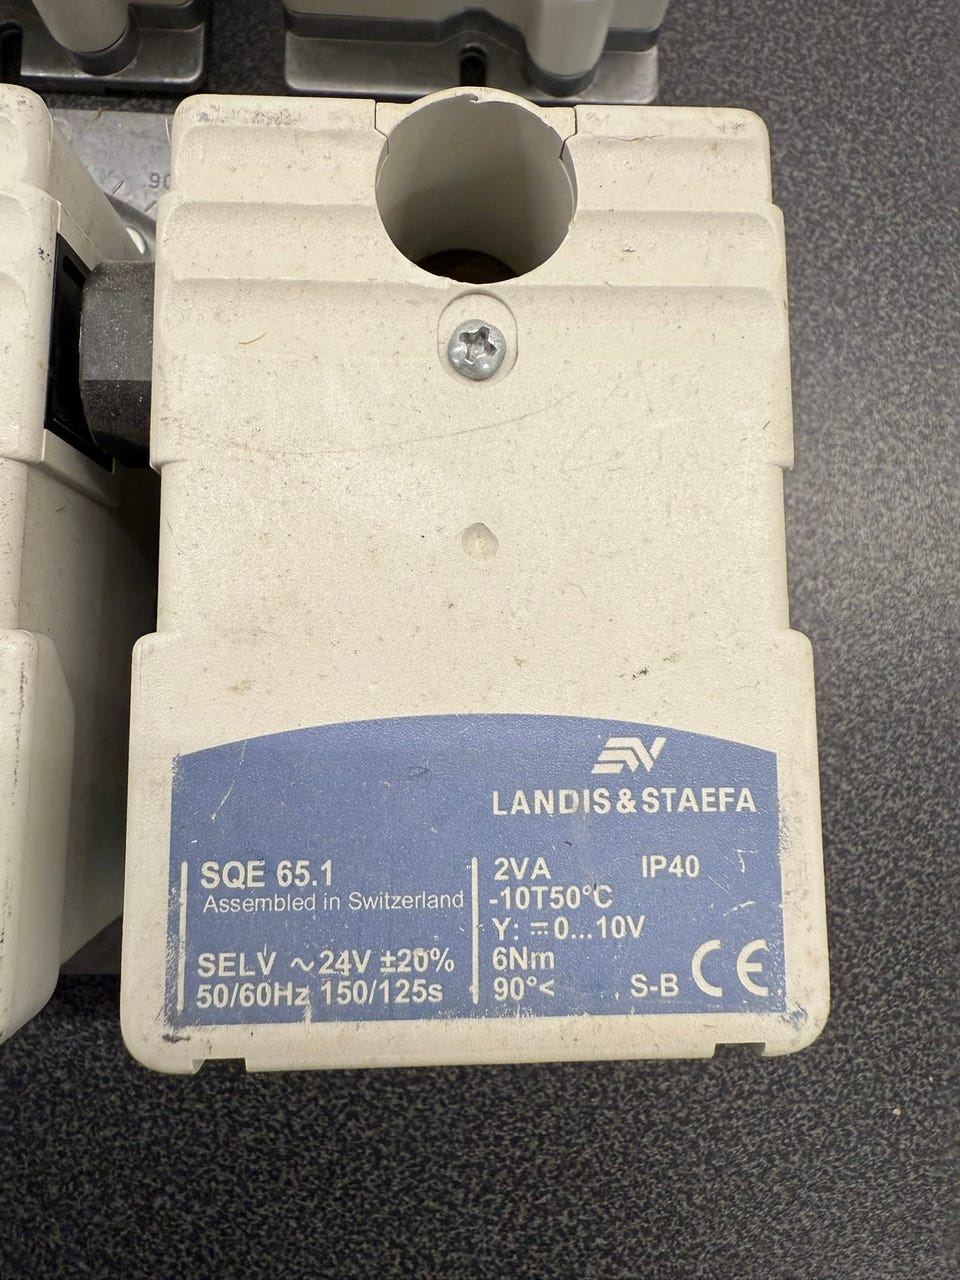 90
LANDIS & STAEFA
SQE 65.1
Assembled in Switzerland
SELV ~ 24V ±20%
50/60Hz 150/125s
2VA IP40
-10T50°C
Y: ⎓ 0...10V
6Nm
90°< S-B CE